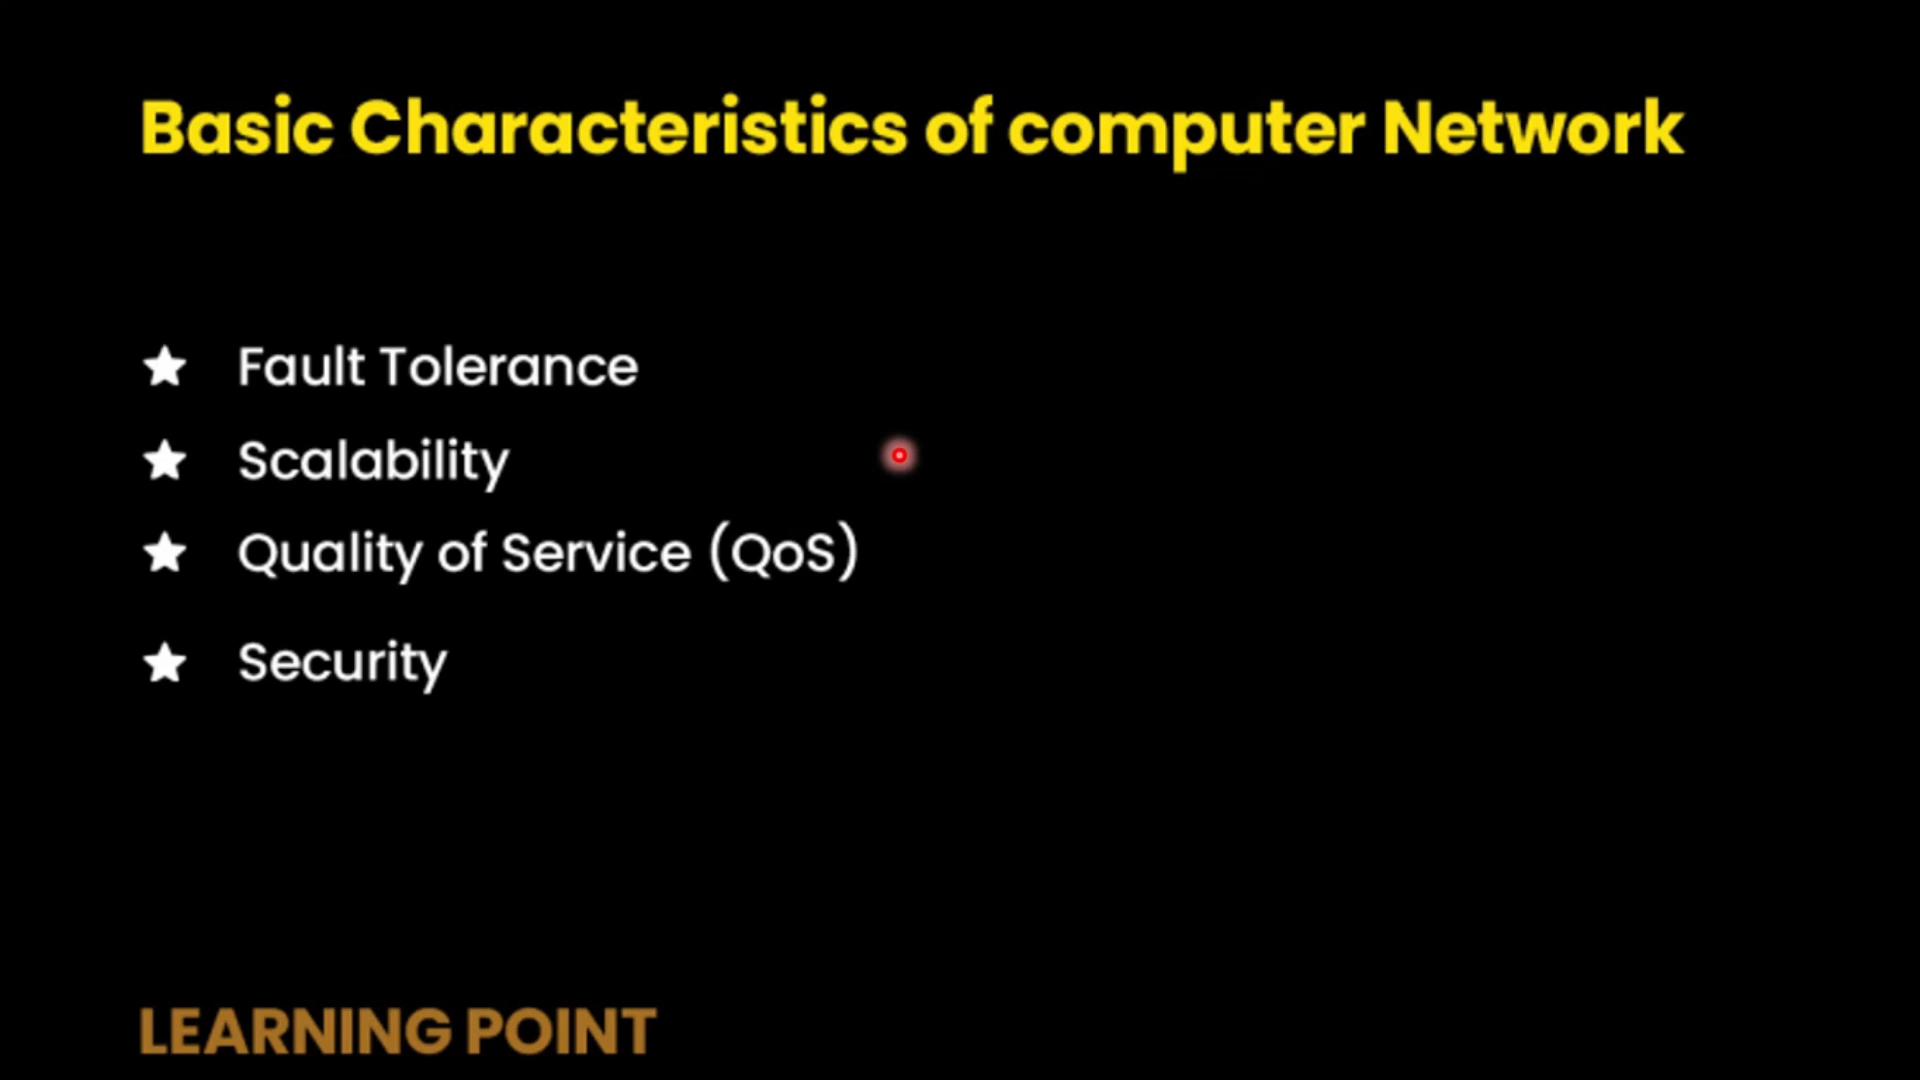 Basic Characteristics of computer Network
Fault Tolerance
Scalability
Quality of Service (QoS)
Security
LEARNING POINT